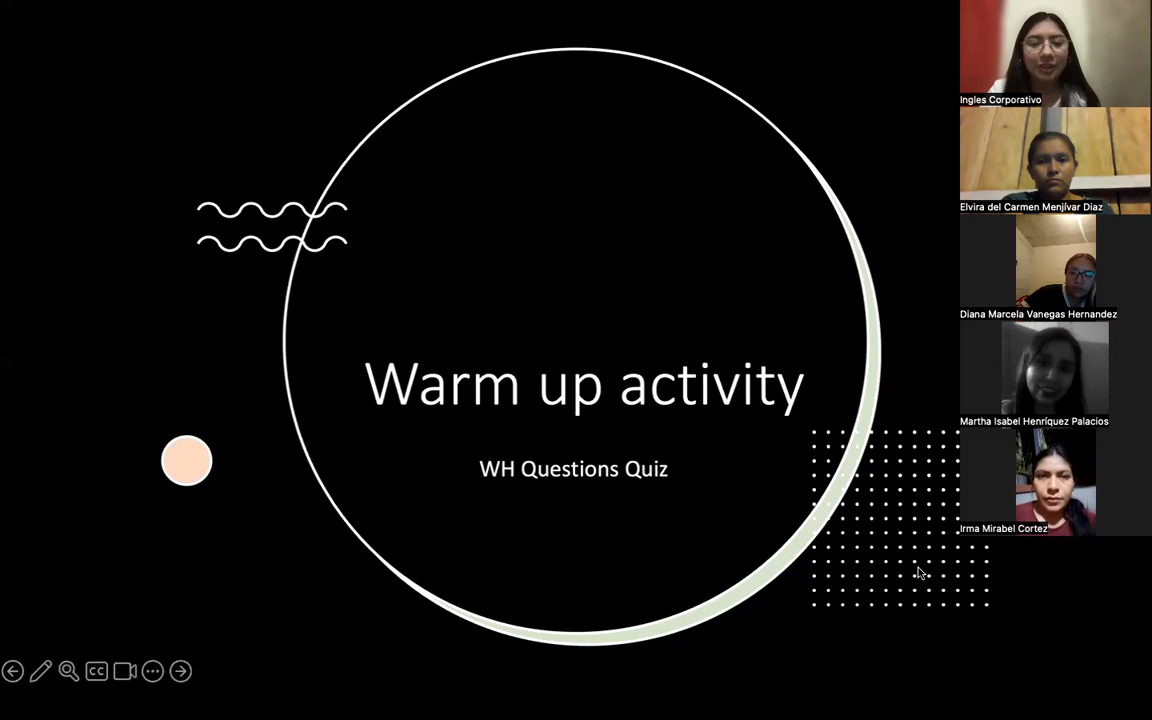 Warm up activity
WH Questions Quiz
Ingles Corporativo
Elvira del Carmen Menjívar Diaz
Diana Marcela Vanegas Hernandez
Martha Isabel Henríquez Palacios
Irma Mirabel Cortez
CC